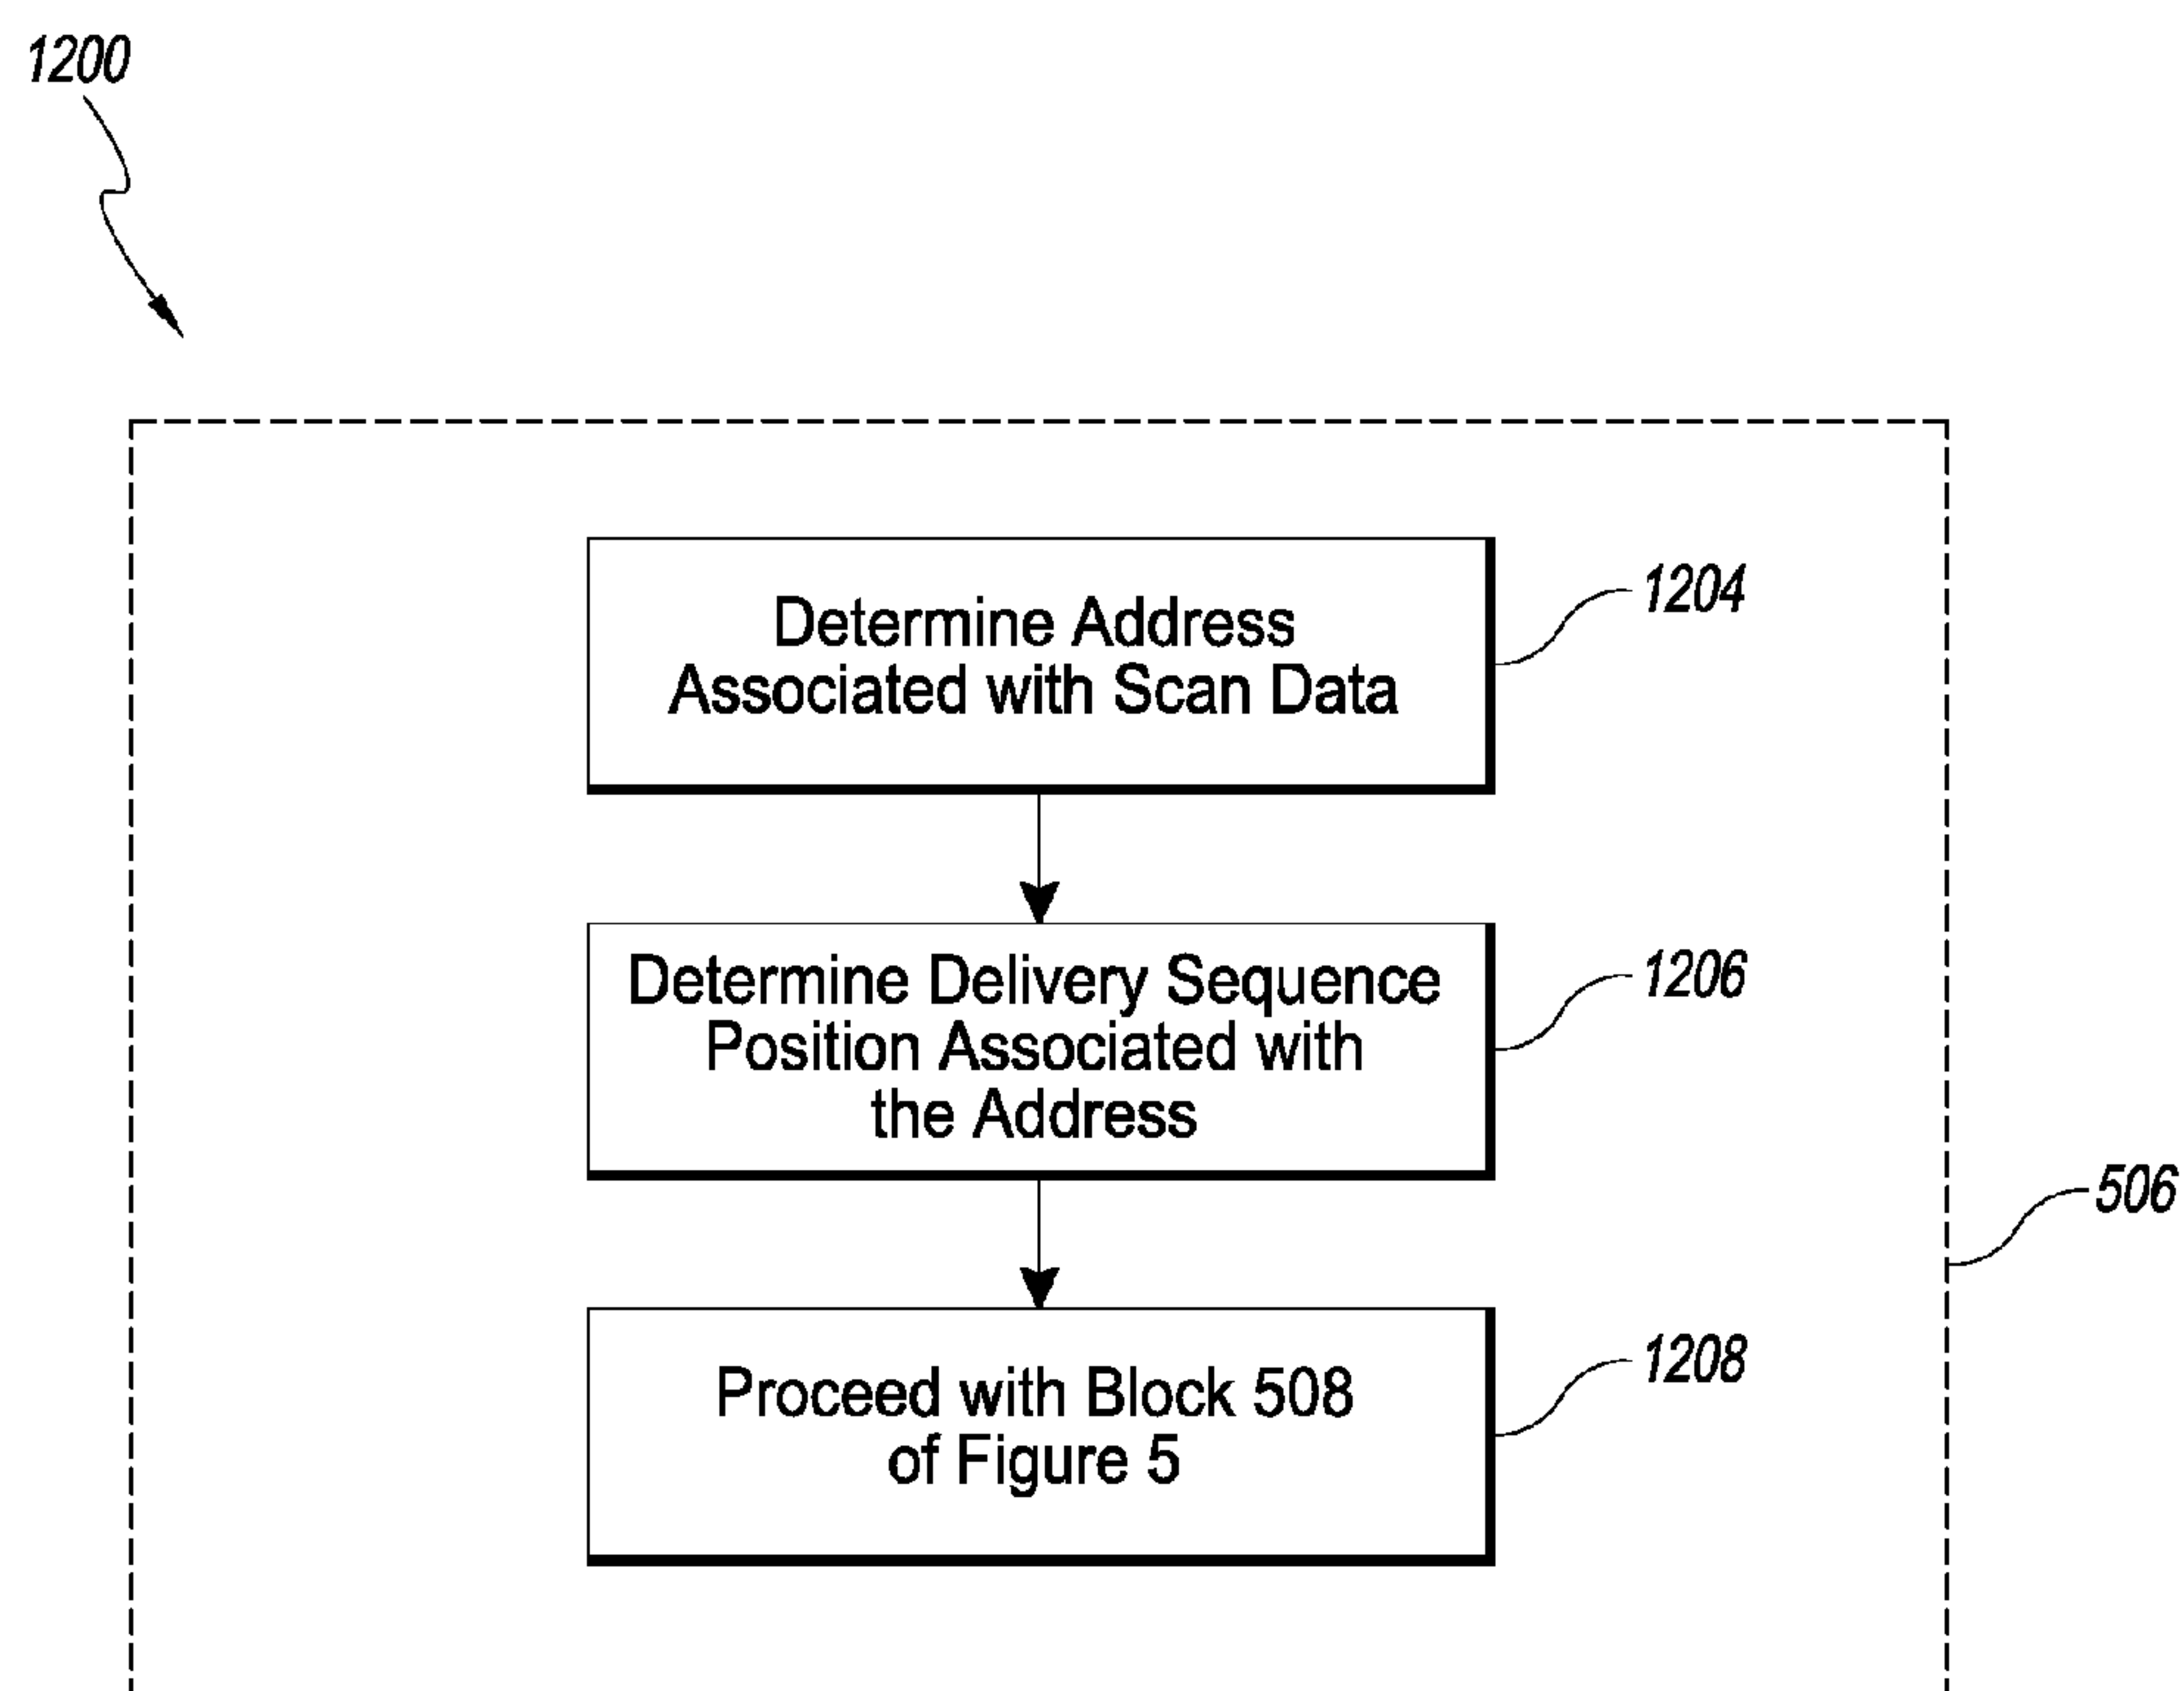 1200
Determine Address
Associated with Scan Data
1204
Determine Delivery Sequence
Position Associated with
the Address
1206
506
Proceed with Block 508
of Figure 5
1208